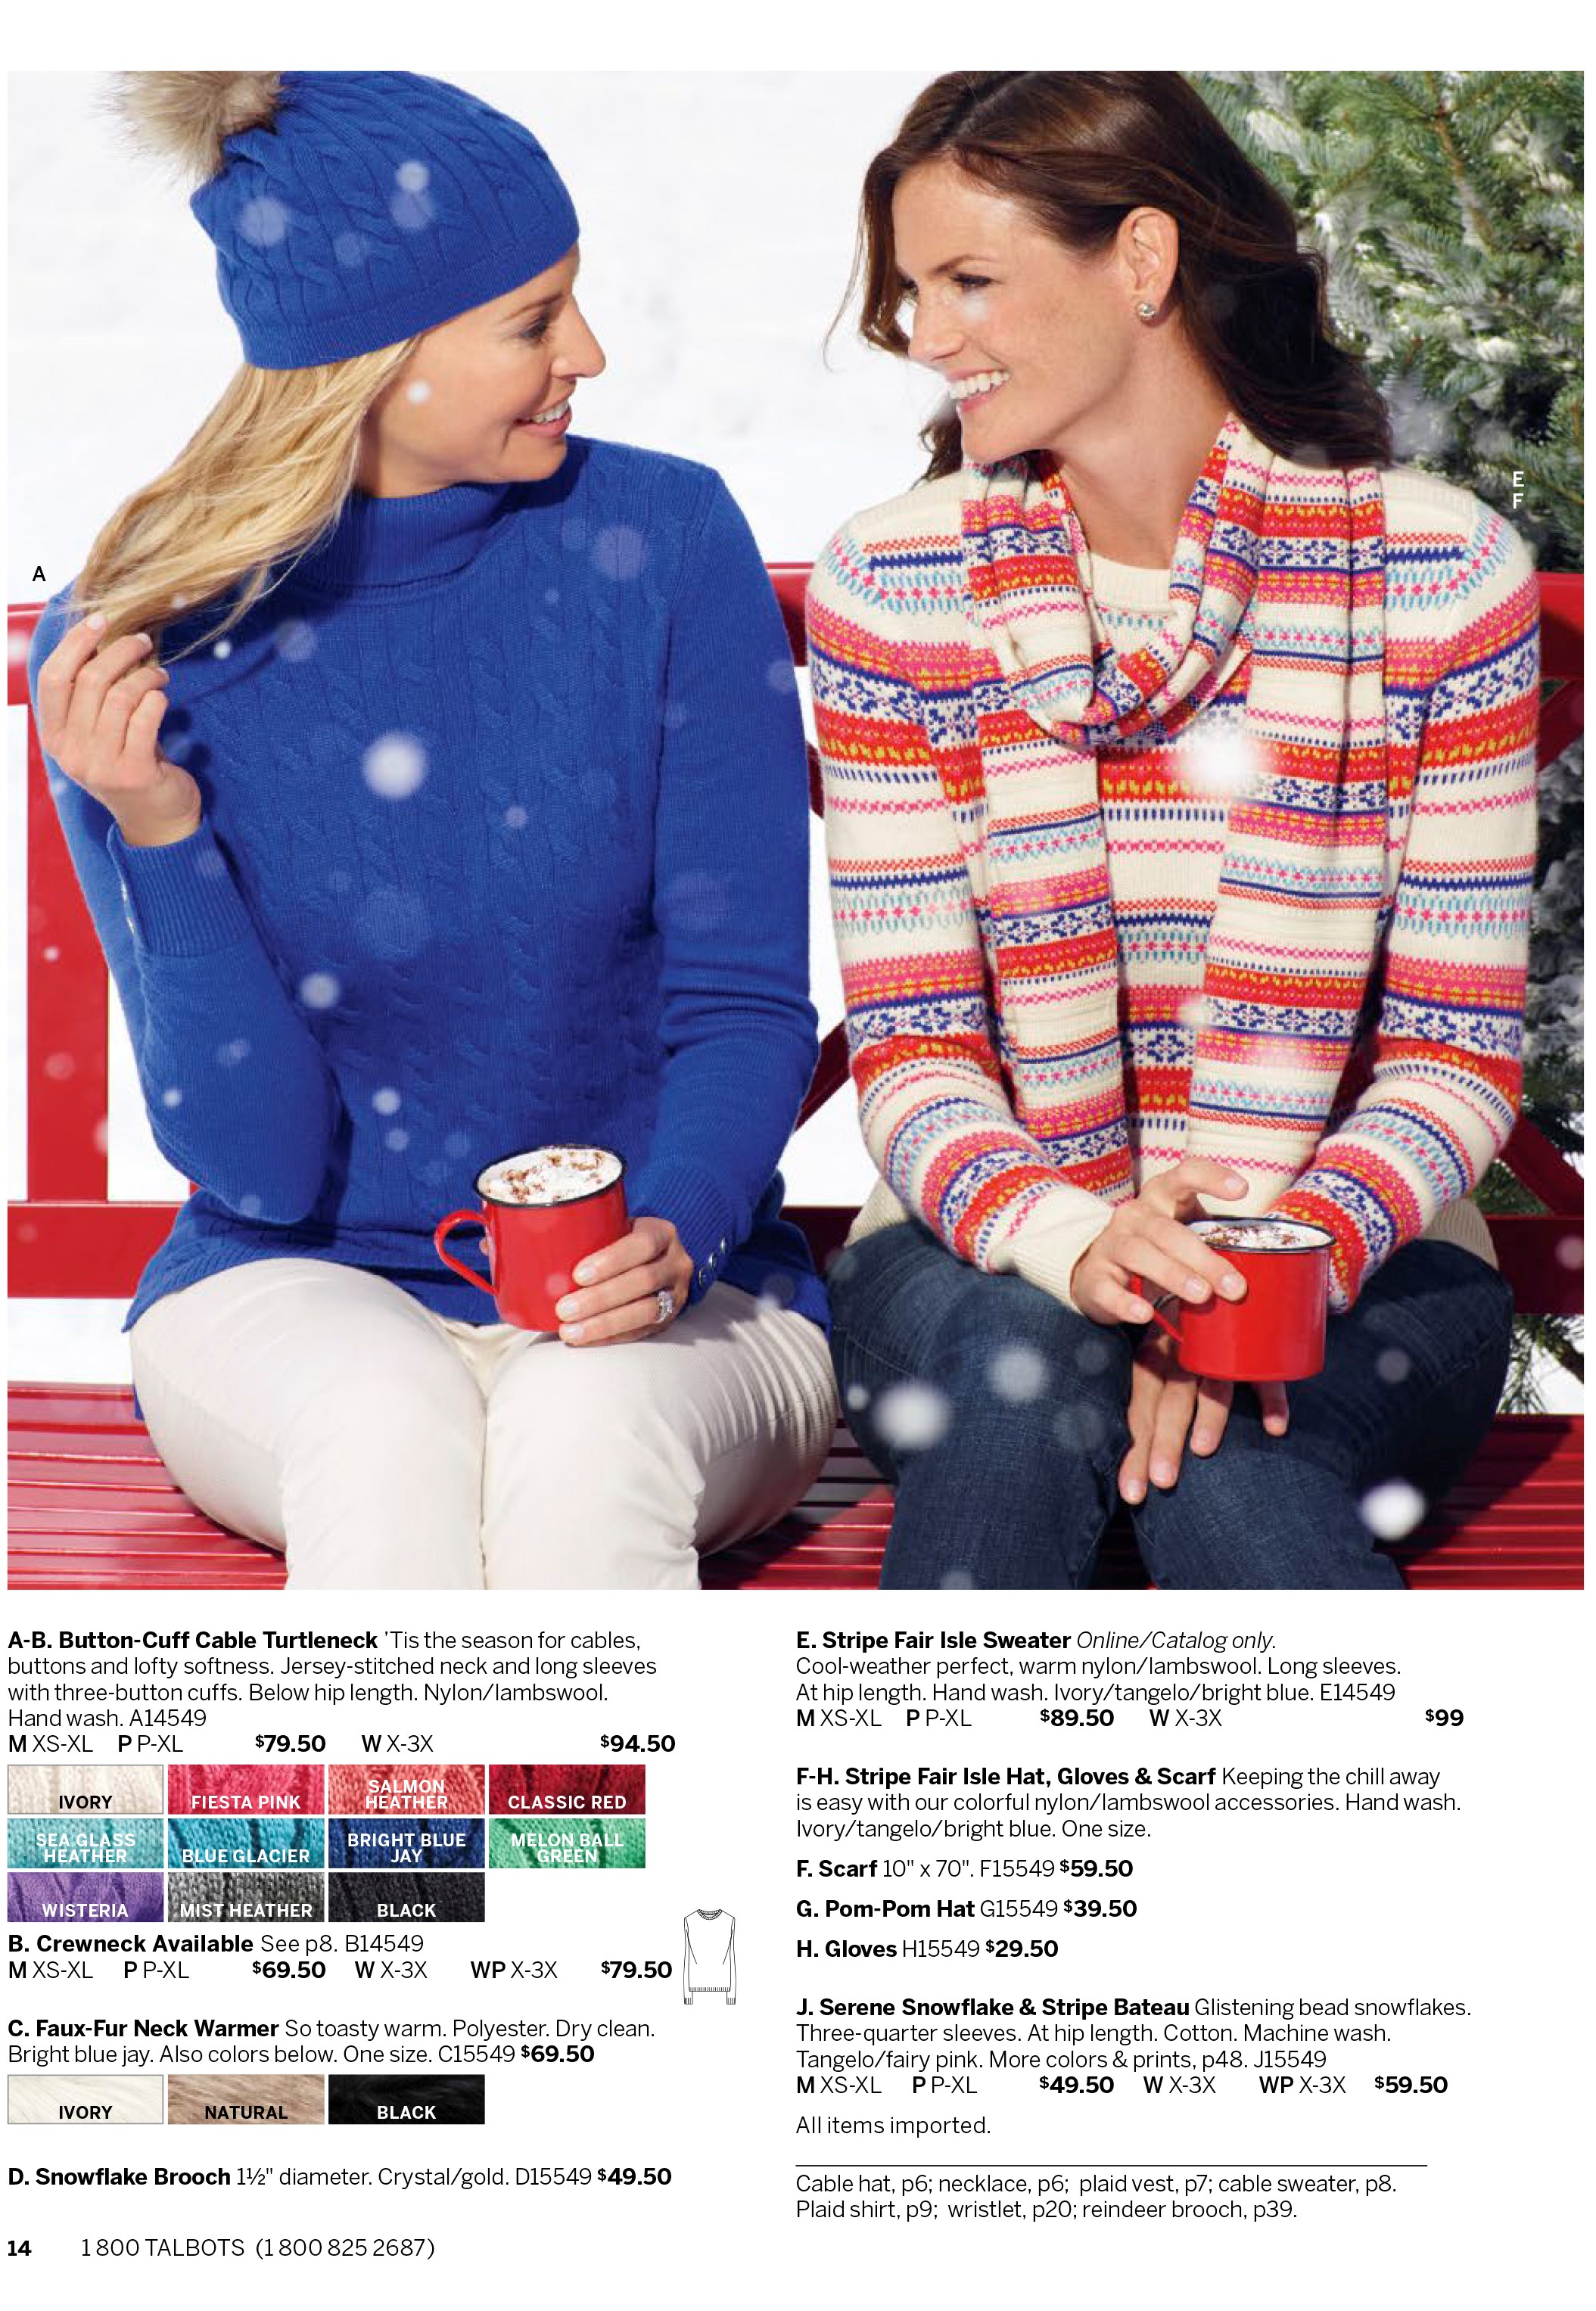 A
E
F
A-B. Button-Cuff Cable Turtleneck ’Tis the season for cables,
buttons and lofty softness. Jersey-stitched neck and long sleeves
with three-button cuffs. Below hip length. Nylon/lambswool.
Hand wash. A14549
M XS-XL P P-XL $79.50 W X-3X $94.50
IVORY FIESTA PINK SALMON HEATHER CLASSIC RED
SEA GLASS HEATHER BLUE GLACIER BRIGHT BLUE JAY MELON BALL GREEN
WISTERIA MIST HEATHER BLACK
B. Crewneck Available See p8. B14549
M XS-XL P P-XL $69.50 W X-3X WP X-3X $79.50
C. Faux-Fur Neck Warmer So toasty warm. Polyester. Dry clean.
Bright blue jay. Also colors below. One size. C15549 $69.50
IVORY NATURAL BLACK
D. Snowflake Brooch 1½" diameter. Crystal/gold. D15549 $49.50
E. Stripe Fair Isle Sweater Online/Catalog only.
Cool-weather perfect, warm nylon/lambswool. Long sleeves.
At hip length. Hand wash. Ivory/tangelo/bright blue. E14549
M XS-XL P P-XL $89.50 W X-3X $99
F-H. Stripe Fair Isle Hat, Gloves & Scarf Keeping the chill away
is easy with our colorful nylon/lambswool accessories. Hand wash.
Ivory/tangelo/bright blue. One size.
F. Scarf 10" x 70". F15549 $59.50
G. Pom-Pom Hat G15549 $39.50
H. Gloves H15549 $29.50
J. Serene Snowflake & Stripe Bateau Glistening bead snowflakes.
Three-quarter sleeves. At hip length. Cotton. Machine wash.
Tangelo/fairy pink. More colors & prints, p48. J15549
M XS-XL P P-XL $49.50 W X-3X WP X-3X $59.50
All items imported.
Cable hat, p6; necklace, p6; plaid vest, p7; cable sweater, p8.
Plaid shirt, p9; wristlet, p20; reindeer brooch, p39.
14 1 800 TALBOTS (1 800 825 2687)